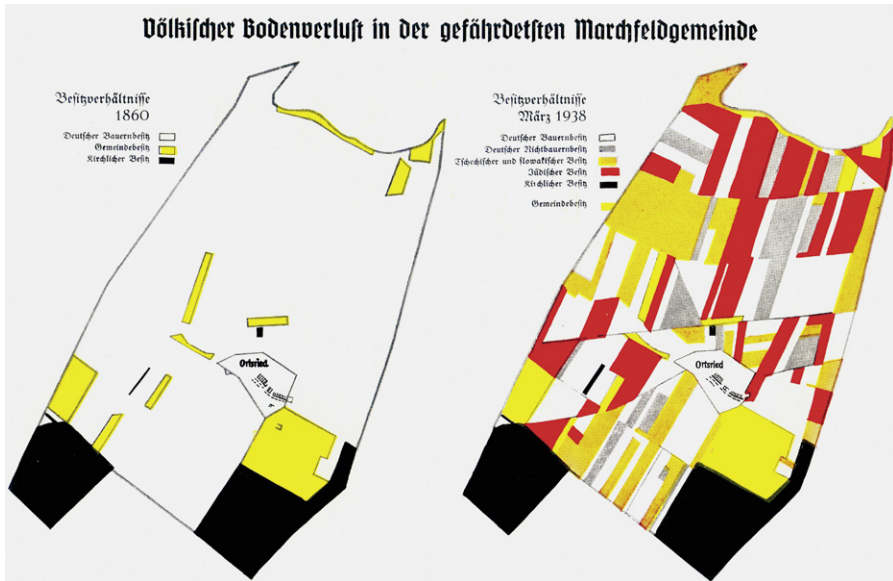 Völkischer Bodenverlust in der gefährdetsten Marchfeldgemeinde
Besitzverhältnisse
1860
Deutscher Bauernbesitz
Gemeindebesitz
Kirchlicher Besitz
Ortsried.
Besitzverhältnisse
März 1938
Deutscher Bauernbesitz
Deutscher Nichtbauernbesitz
Tschechischer und slowakischer Besitz
Jüdischer Besitz
Kirchlicher Besitz
Gemeindebesitz
Ortsried